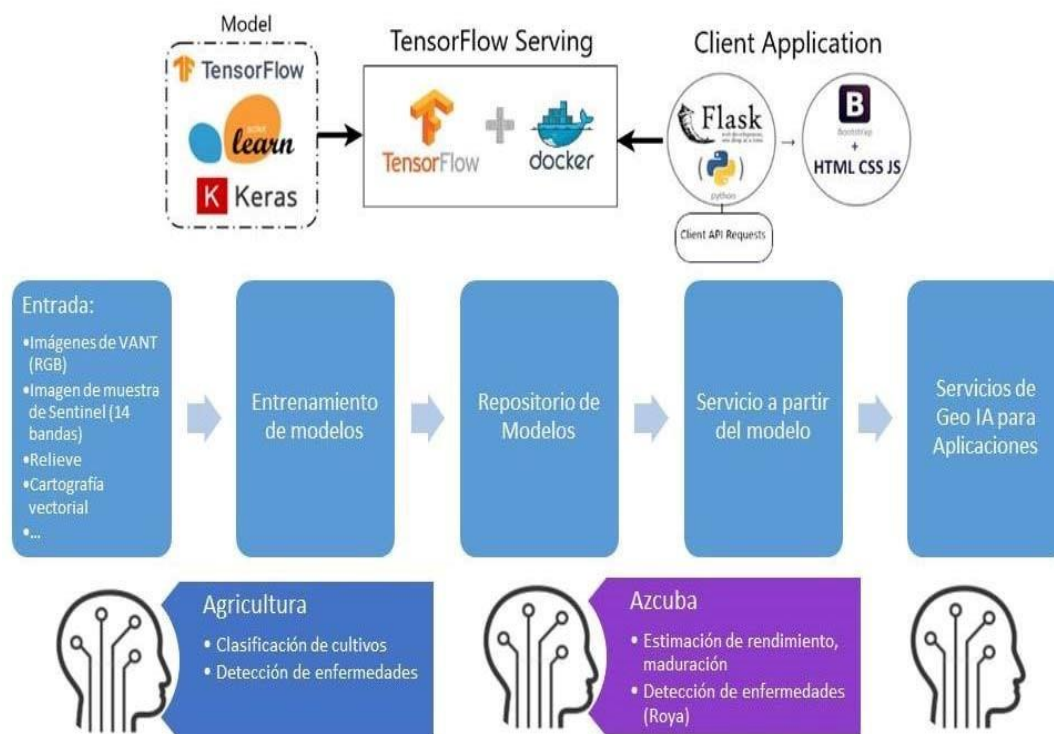 Model
TensorFlow Serving
Client Application
TensorFlow
learn
K Keras
TensorFlow
docker
Flask
python
Client API Requests
→
B
Bootstrap
+
HTML CSS JS
Entrada:
•Imágenes de VANT
(RGB)
•Imagen de muestra
de Sentinel (14
bandas)
•Relieve
•Cartografía
vectorial
•...
Entrenamiento
de modelos
Repositorio de
Modelos
Servicio a partir
del modelo
Servicios de
Geo IA para
Aplicaciones
Agricultura
• Clasificación de cultivos
• Detección de enfermedades
Azcuba
• Estimación de rendimiento,
maduración
• Detección de enfermedades
(Roya)